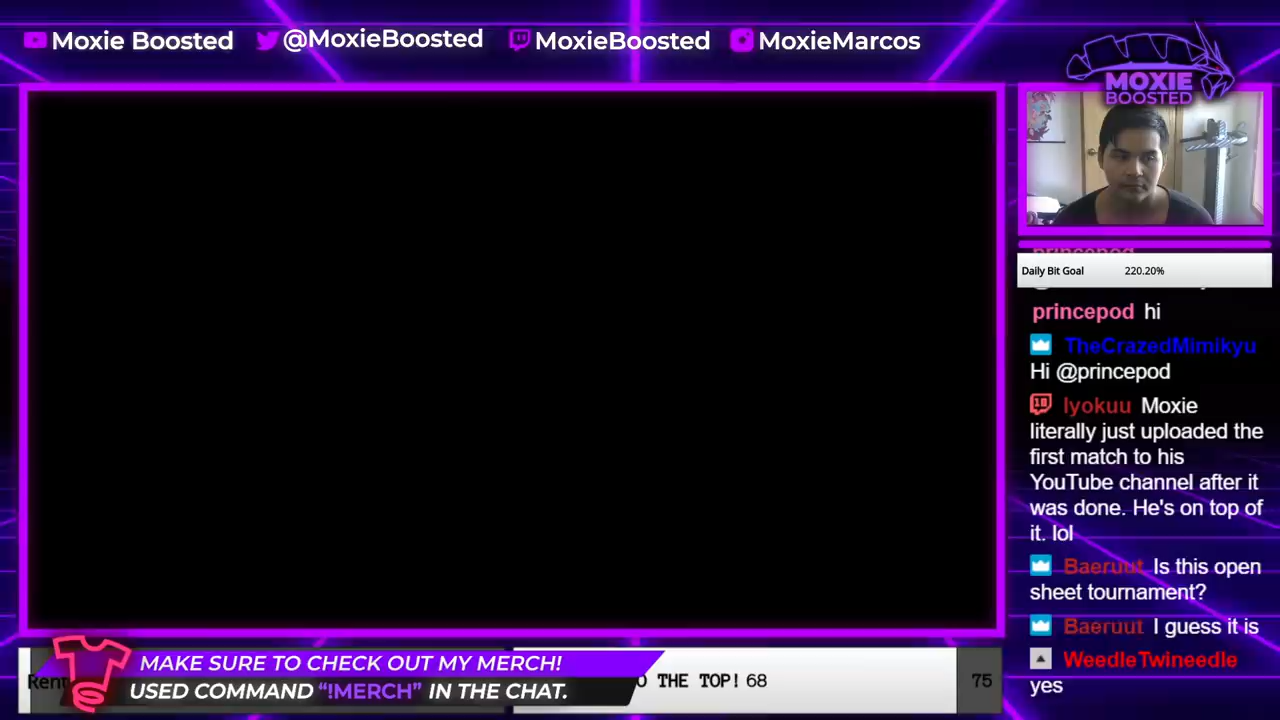 Moxie Boosted @MoxieBoosted MoxieBoosted MoxieMarcos
MOXIE
BOOSTED
princepod
Daily Bit Goal 220.20%
princepod hi
TheCrazedMimikyu
Hi @princepod
lyokuu Moxie
literally just uploaded the
first match to his
YouTube channel after it
was done. He's on top of
it. lol
Baeruut Is this open
sheet tournament?
Baeruut I guess it is
WeedleTwineedle
yes
MAKE SURE TO CHECK OUT MY MERCH!
USED COMMAND “!MERCH” IN THE CHAT.
THE TOP! 68
75